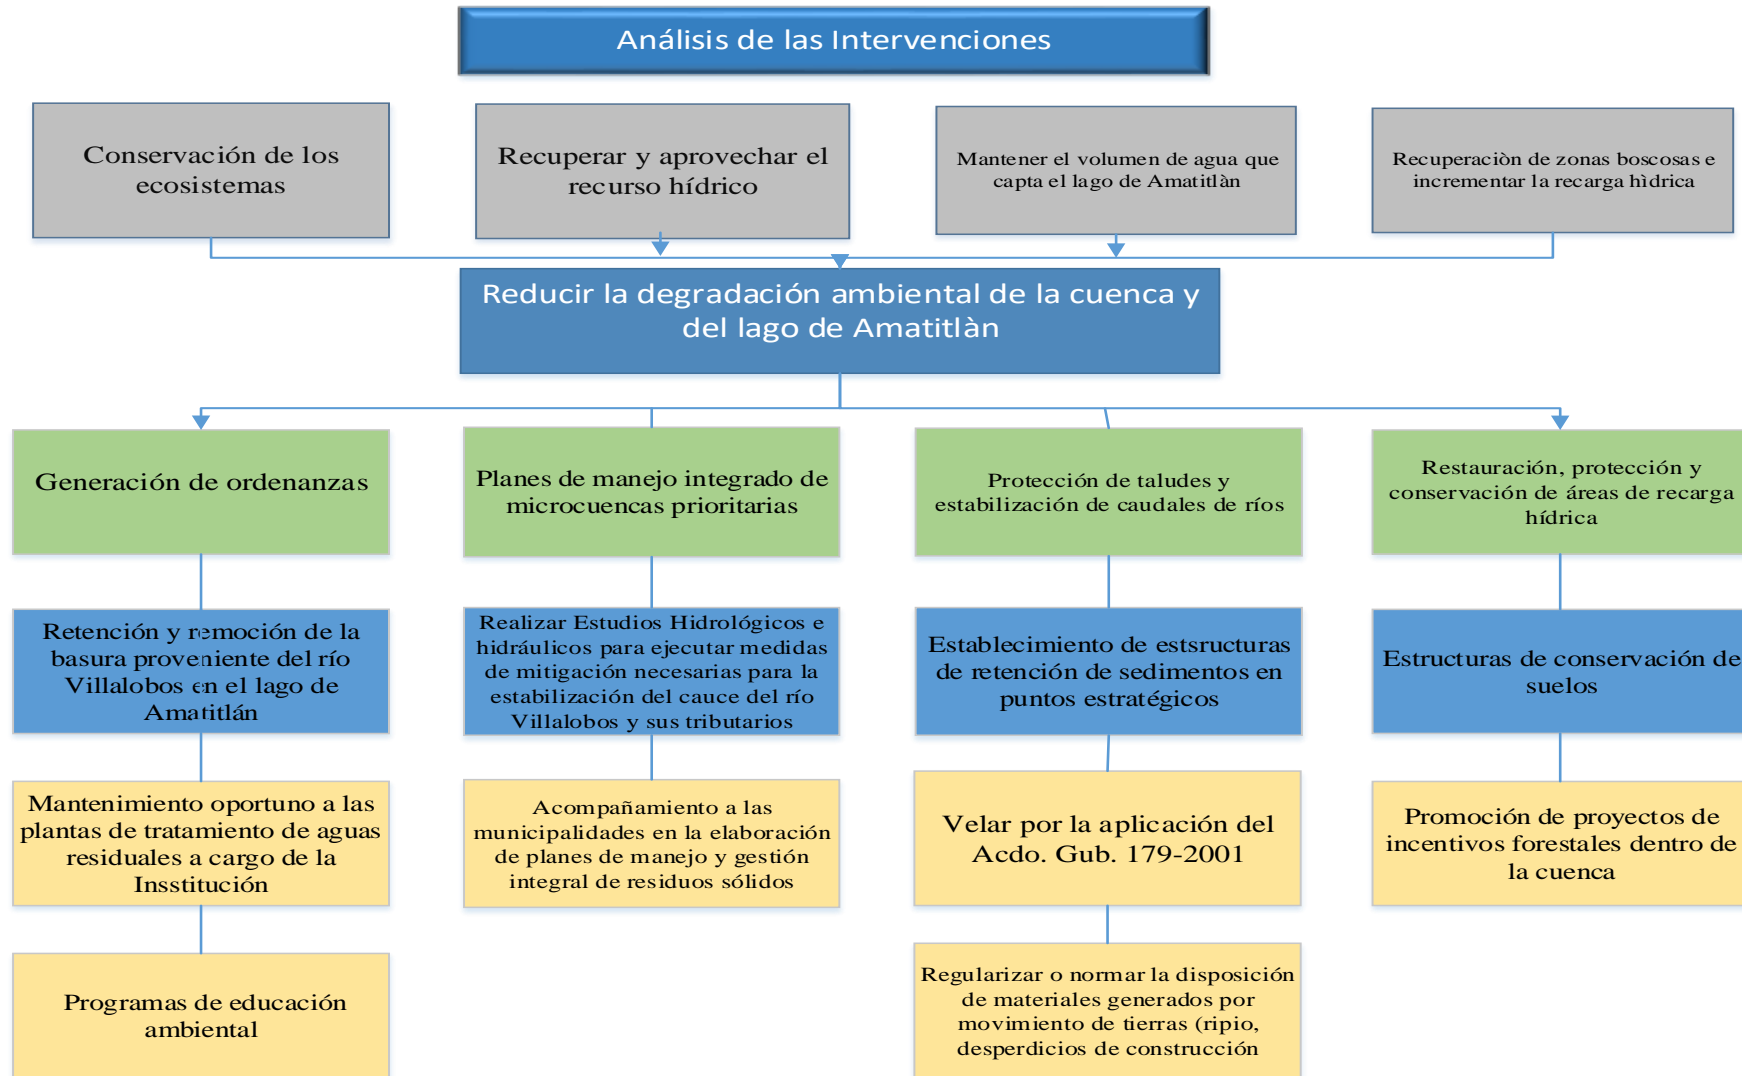 Análisis de las Intervenciones
Conservación de los
ecosistemas
Recuperar y aprovechar el
recurso hídrico
Mantener el volumen de agua que
capta el lago de Amatitlàn
Recuperaciòn de zonas boscosas e
incrementar la recarga hìdrica
Reducir la degradación ambiental de la cuenca y
del lago de Amatitlàn
Generación de ordenanzas
Planes de manejo integrado de
microcuencas prioritarias
Protección de taludes y
estabilización de caudales de ríos
Restauración, protección y
conservación de áreas de recarga
hídrica
Retención y remoción de la
basura proveniente del río
Villalobos en el lago de
Amatitlán
Realizar Estudios Hidrológicos e
hidráulicos para ejecutar medidas
de mitigación necesarias para la
estabilización del cauce del río
Villalobos y sus tributarios
Establecimiento de estsructuras
de retención de sedimentos en
puntos estratégicos
Estructuras de conservación de
suelos
Mantenimiento oportuno a las
plantas de tratamiento de aguas
residuales a cargo de la
Insstitución
Acompañamiento a las
municipalidades en la elaboración
de planes de manejo y gestión
integral de residuos sólidos
Velar por la aplicación del
Acdo. Gub. 179-2001
Promoción de proyectos de
incentivos forestales dentro de
la cuenca
Programas de educación
ambiental
Regularizar o normar la disposición
de materiales generados por
movimiento de tierras (ripio,
desperdicios de construcción